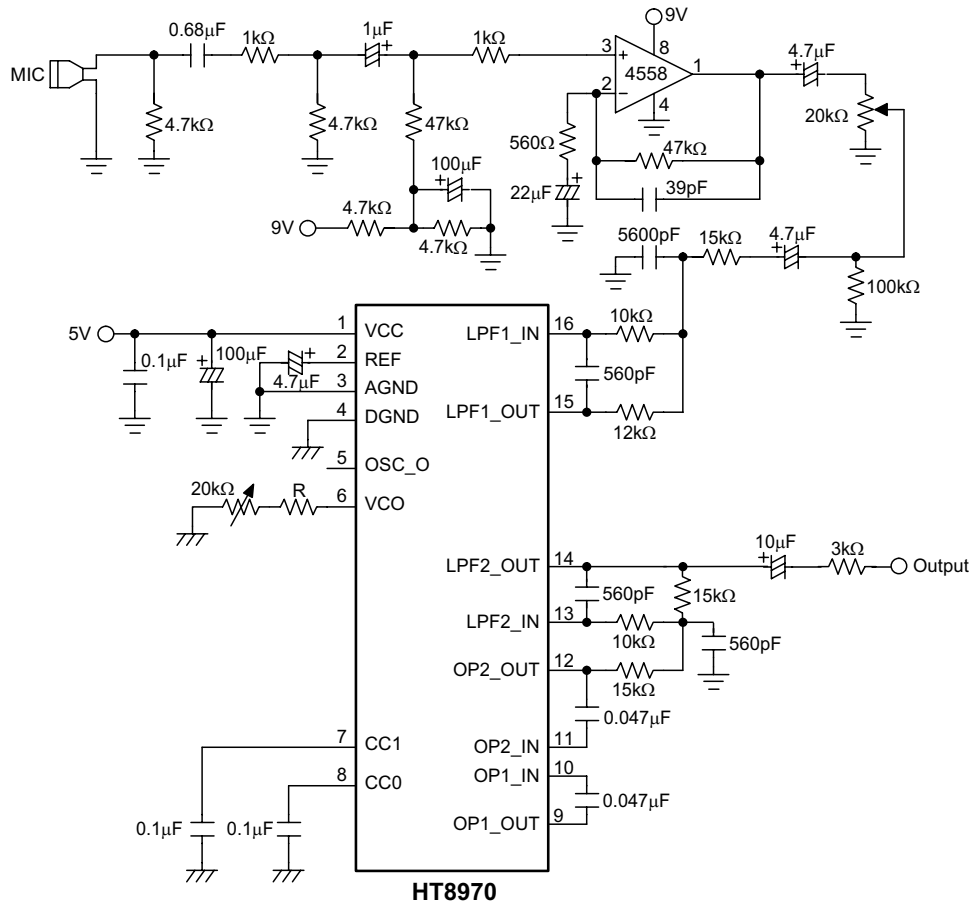 9V
0.68μF
1kΩ
1μF
+
1kΩ
3
+
8
4558
1
2
−
4
4.7μF
+
MIC
4.7kΩ
4.7kΩ
47kΩ
560Ω
47kΩ
20kΩ
100μF
+
22μF
+
39pF
9V
4.7kΩ
4.7kΩ
5600pF
15kΩ
4.7μF
+
100kΩ
5V
1
VCC
LPF1_IN
16
10kΩ
0.1μF
+
100μF
+
4.7μF
2
REF
3
AGND
560pF
4
DGND
LPF1_OUT
15
12kΩ
5
OSC_O
20kΩ
R
6
VCO
LPF2_OUT
14
10μF
+
3kΩ
Output
560pF
15kΩ
LPF2_IN
13
10kΩ
560pF
OP2_OUT
12
15kΩ
0.047μF
7
CC1
OP2_IN
11
8
CC0
OP1_IN
10
0.047μF
0.1μF
0.1μF
OP1_OUT
9
HT8970